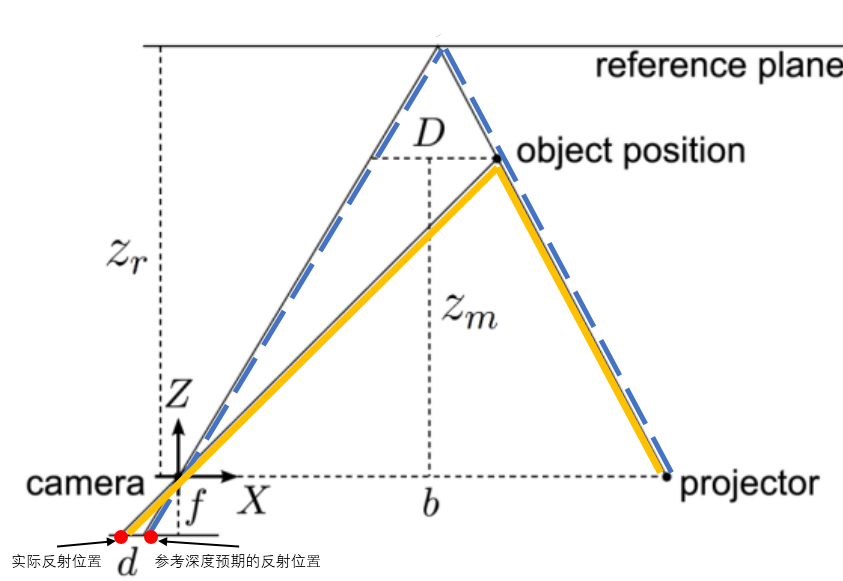 reference plane
D
object position
z_r
z_m
Z
camera
f
X
b
projector
实际反射位置
d
参考深度预期的反射位置